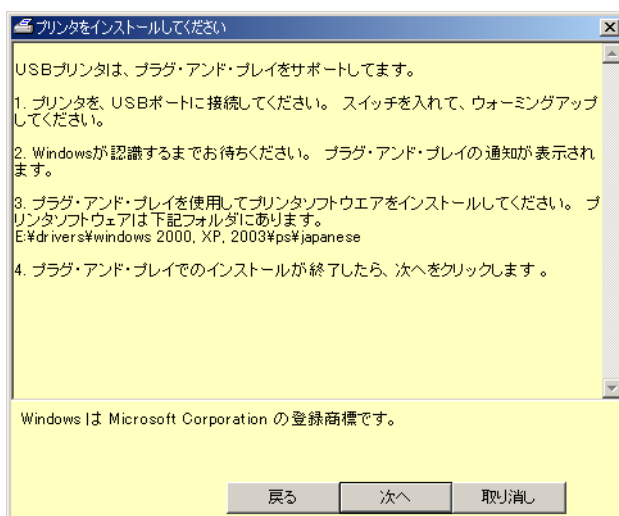 プリンタをインストールしてください
USBプリンタは、プラグ・アンド・プレイをサポートしてます。
1. プリンタを、USBポートに接続してください。 スイッチを入れて、ウォーミングアップ
してください。
2. Windowsが認識するまでお待ちください。 プラグ・アンド・プレイの通知が表示され
ます。
3. プラグ・アンド・プレイを使用してプリンタソフトウエアをインストールしてください。 プ
リンタソフトウェアは下記フォルダにあります。
E:¥drivers¥windows 2000, XP, 2003¥ps¥japanese
4. プラグ・アンド・プレイでのインストールが終了したら、次へをクリックします 。
Windows は Microsoft Corporation の登録商標です。
戻る 次へ 取り消し